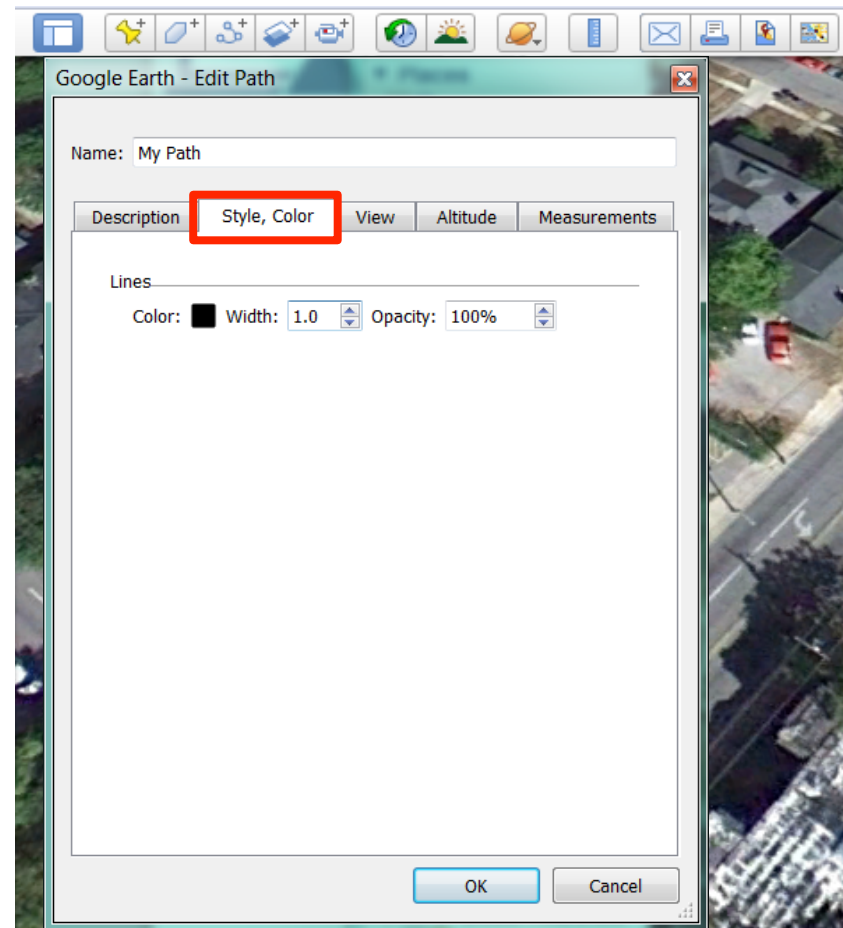 Google Earth - Edit Path
Name: My Path
Description Style, Color View Altitude Measurements
Lines
Color: Width: 1.0 Opacity: 100%
OK Cancel